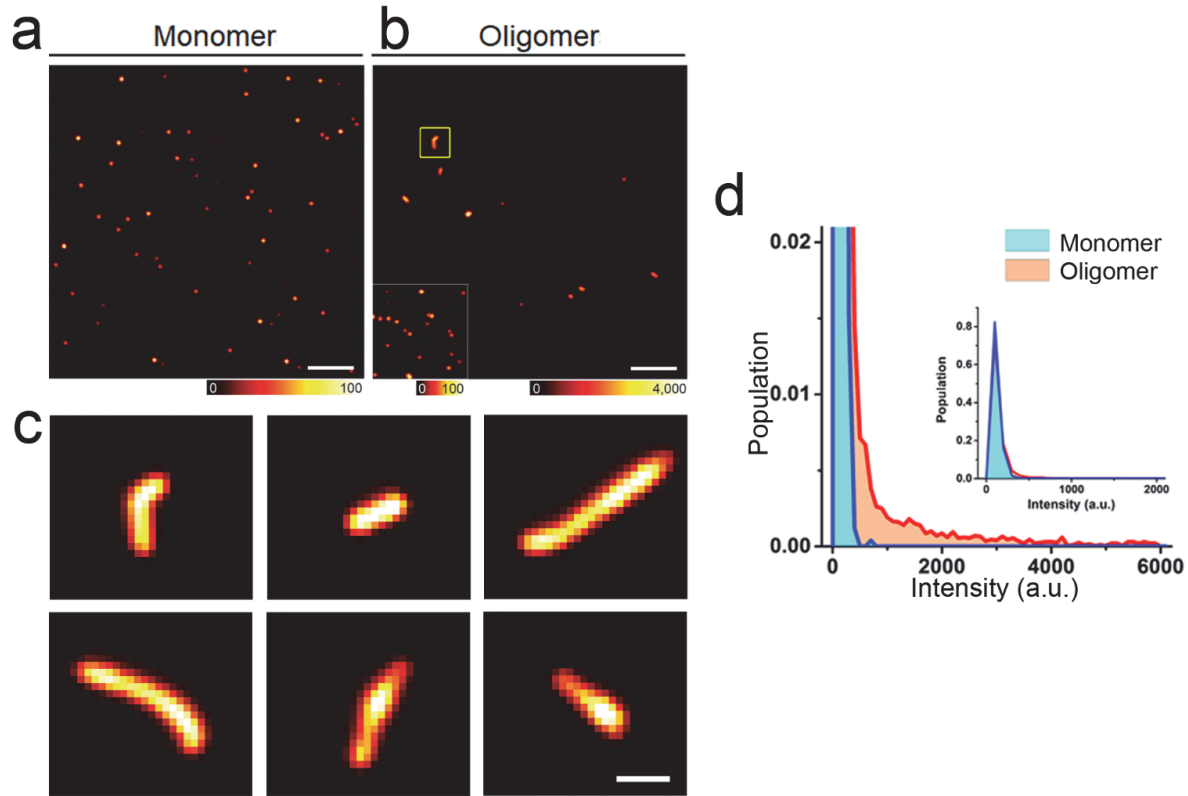 a
Monomer
b
Oligomer
0
100
0
100
0
4,000
c
d
0.02
0.01
0.00
Population
0
2000
4000
6000
Intensity (a.u.)
Monomer
Oligomer
0.8
0.6
0.4
0.2
0.0
Population
0
1000
2000
Intensity (a.u.)